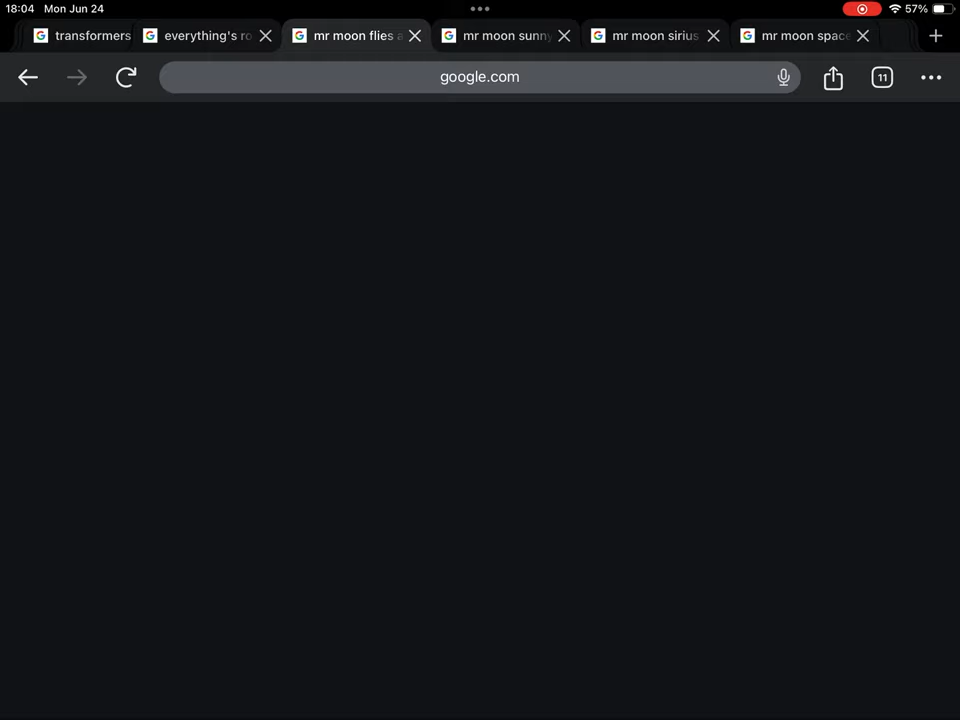 18:04 Mon Jun 24 57%
transformers everything's ro mr moon flies a mr moon sunny mr moon sirius mr moon space
google.com 11